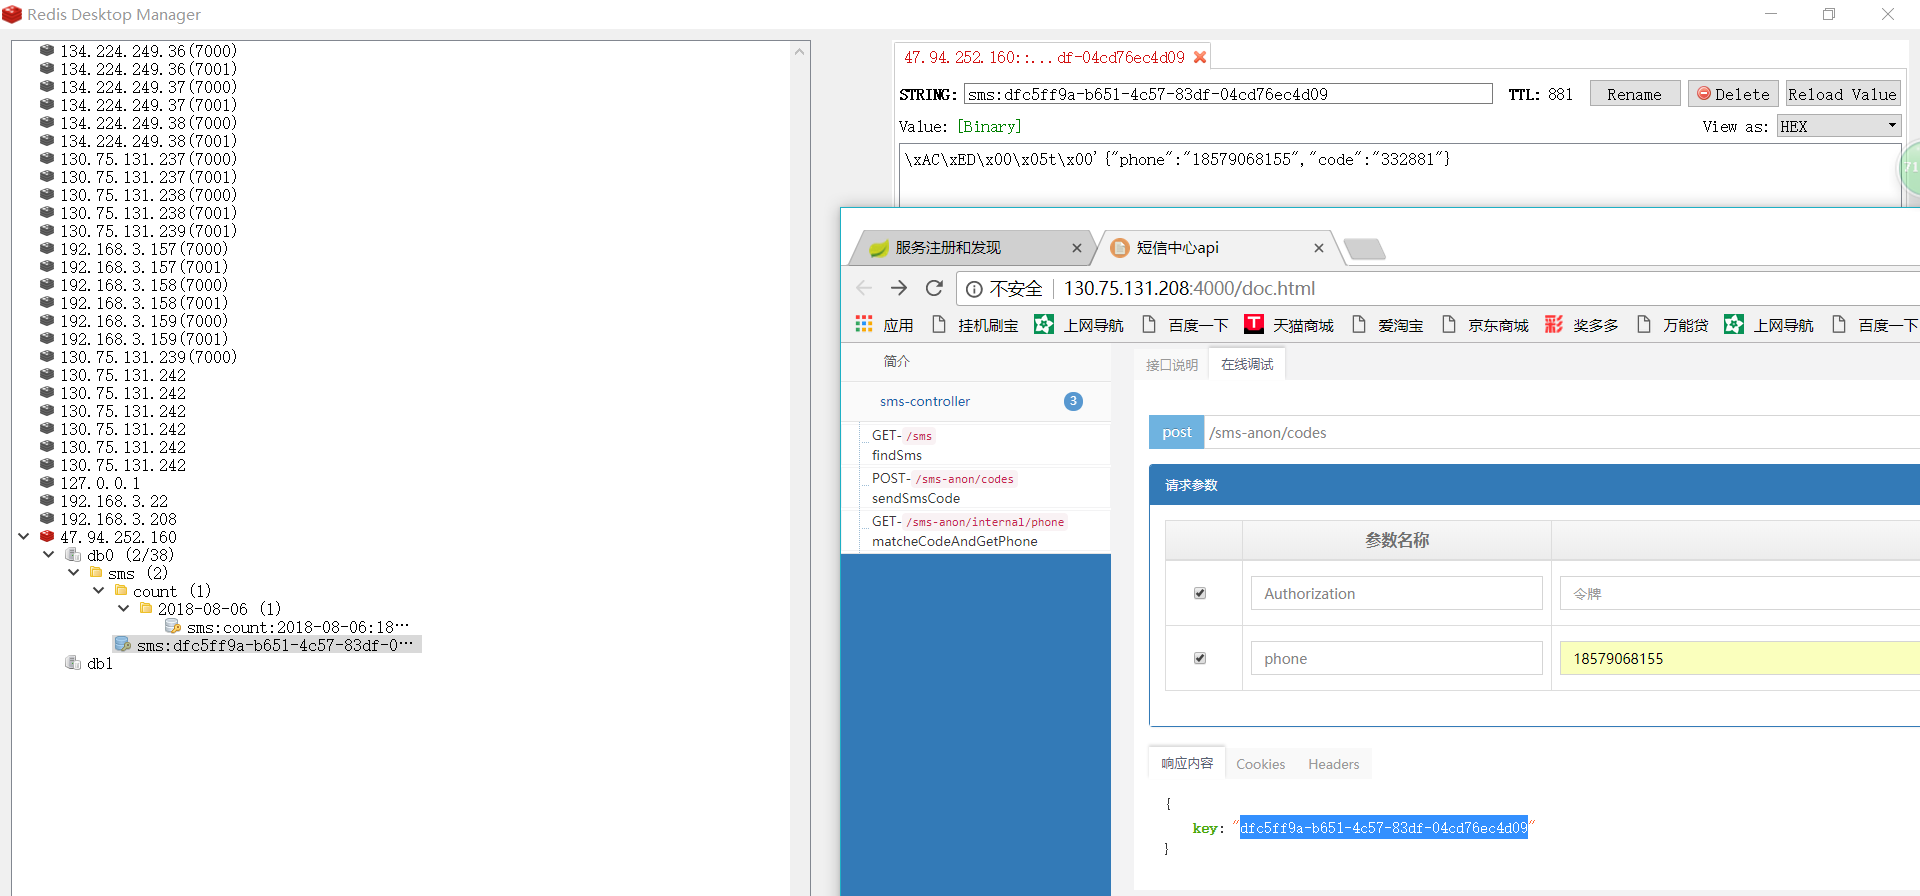 Redis Desktop Manager
134.224.249.36(7000)
134.224.249.36(7001)
134.224.249.37(7000)
134.224.249.37(7001)
134.224.249.38(7000)
134.224.249.38(7001)
130.75.131.237(7000)
130.75.131.237(7001)
130.75.131.238(7000)
130.75.131.238(7001)
130.75.131.239(7001)
192.168.3.157(7000)
192.168.3.157(7001)
192.168.3.158(7000)
192.168.3.158(7001)
192.168.3.159(7000)
192.168.3.159(7001)
130.75.131.239(7000)
130.75.131.242
130.75.131.242
130.75.131.242
130.75.131.242
130.75.131.242
130.75.131.242
127.0.0.1
192.168.3.22
192.168.3.208
47.94.252.160
db0 (2/38)
sms (2)
count (1)
2018-08-06 (1)
sms:count:2018-08-06:18…
sms:dfc5ff9a-b651-4c57-83df-0…
db1
47.94.252.160::...df-04cd76ec4d09
STRING: sms:dfc5ff9a-b651-4c57-83df-04cd76ec4d09 TTL: 881 Rename Delete Reload Value
Value: [Binary] View as: HEX
\xAC\xED\x00\x05t\x00'{"phone":"18579068155","code":"332881"}
71
服务注册和发现 短信中心api
不安全 130.75.131.208:4000/doc.html
应用 挂机刷宝 上网导航 百度一下 天猫商城 爱淘宝 京东商城 奖多多 万能贷 上网导航 百度一下
简介
sms-controller 3
GET-/sms
findSms
POST-/sms-anon/codes
sendSmsCode
GET-/sms-anon/internal/phone
matcheCodeAndGetPhone
接口说明 在线调试
post /sms-anon/codes
请求参数
参数名称
Authorization 令牌
phone 18579068155
响应内容 Cookies Headers
{
key: "dfc5ff9a-b651-4c57-83df-04cd76ec4d09"
}